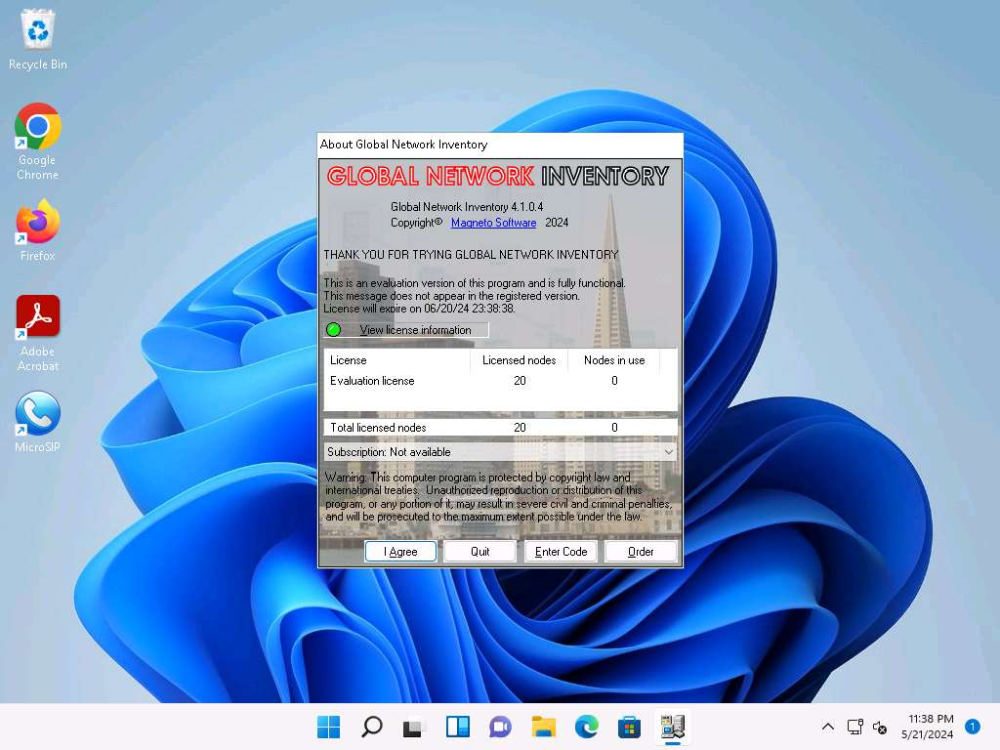 Recycle Bin
Google
Chrome
Firefox
Adobe
Acrobat
MicroSIP
About Global Network Inventory
GLOBAL NETWORK INVENTORY
Global Network Inventory 4.1.0.4
Copyright© Magneto Software 2024
THANK YOU FOR TRYING GLOBAL NETWORK INVENTORY
This is an evaluation version of this program and is fully functional.
This message does not appear in the registered version.
License will expire on 06/20/24 23:38:38.
View license information
License Licensed nodes Nodes in use
Evaluation license 20 0
Total licensed nodes 20 0
Subscription: Not available
Warning: This computer program is protected by copyright law and
international treaties. Unauthorized reproduction or distribution of this
program, or any portion of it, may result in severe civil and criminal penalties,
and will be prosecuted to the maximum extent possible under the law.
I Agree Quit Enter Code Order
11:38 PM
5/21/2024
1